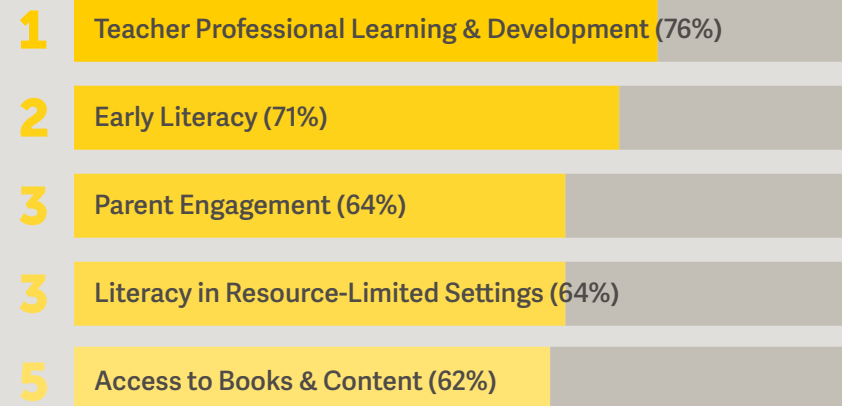 1 Teacher Professional Learning & Development (76%)
2 Early Literacy (71%)
3 Parent Engagement (64%)
3 Literacy in Resource-Limited Settings (64%)
5 Access to Books & Content (62%)